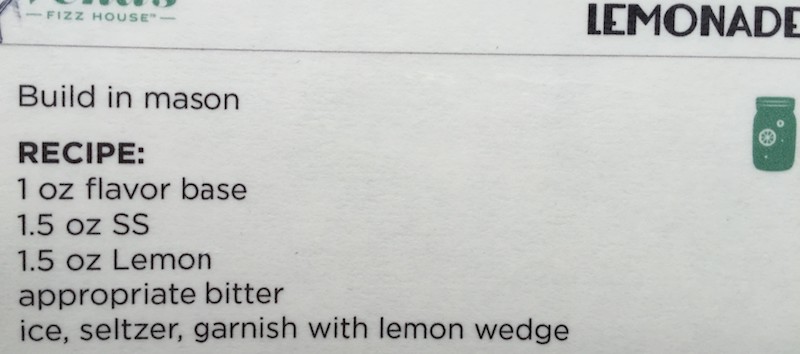 FIZZ HOUSE™
LEMONADE
Build in mason
RECIPE:
1 oz flavor base
1.5 oz SS
1.5 oz Lemon
appropriate bitter
ice, seltzer, garnish with lemon wedge